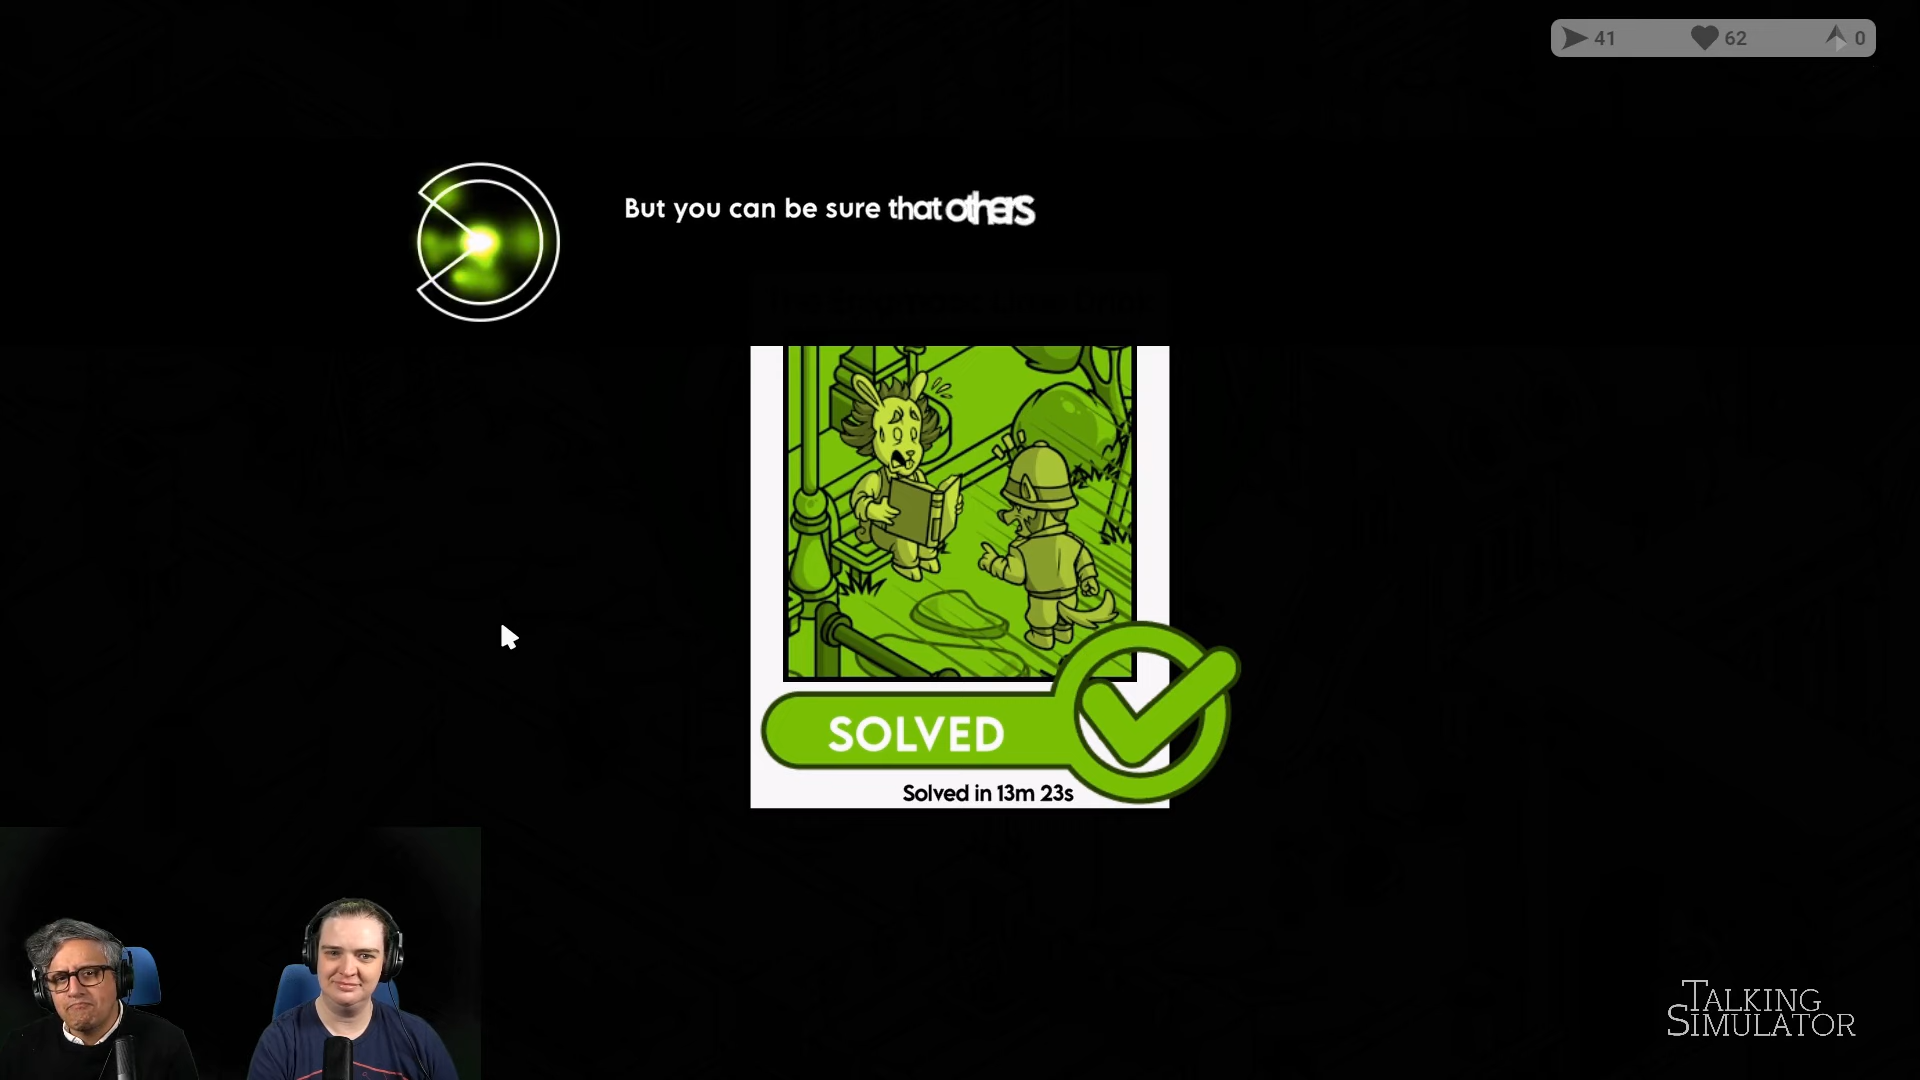 41 62 0
But you can be sure that others
SOLVED
Solved in 13m 23s
TALKING
SIMULATOR